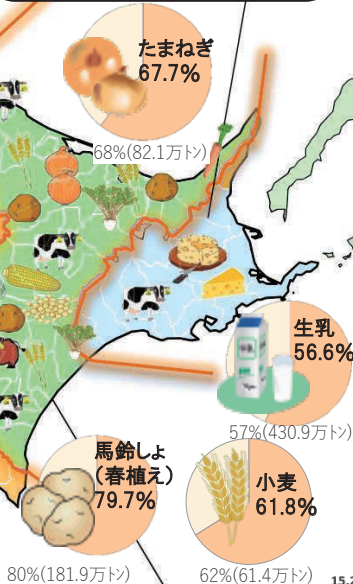 たまねぎ
67.7%
68%(82.1万トン)
生乳
56.6%
57%(430.9万トン)
馬鈴しょ
(春植え)
79.7%
80%(181.9万トン)
小麦
61.8%
62%(61.4万トン)